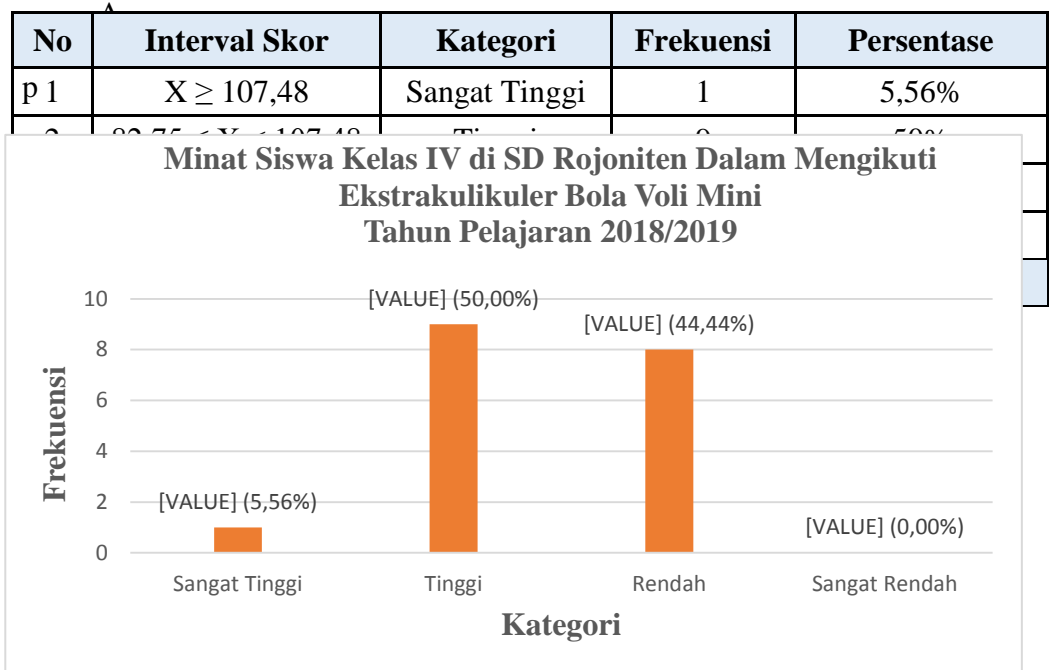 No Interval Skor Kategori Frekuensi Persentase
p 1 X ≥ 107,48 Sangat Tinggi 1 5,56%
Minat Siswa Kelas IV di SD Rojoniten Dalam Mengikuti
Ekstrakulikuler Bola Voli Mini
Tahun Pelajaran 2018/2019
10
8
6
4
2
0
Frekuensi
[VALUE] (5,56%)
[VALUE] (50,00%)
[VALUE] (44,44%)
[VALUE] (0,00%)
Sangat Tinggi Tinggi Rendah Sangat Rendah
Kategori